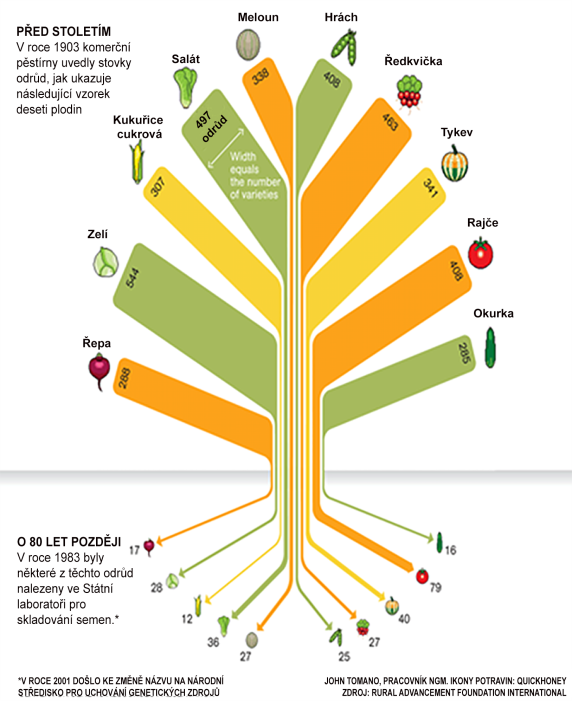 PŘED STOLETÍM
V roce 1903 komerční
pěstírny uvedly stovky
odrůd, jak ukazuje
následující vzorek
deseti plodin
Meloun
338
Hrách
408
Salát
497
odrůd
Width
equals
the number
of varieties
Ředkvička
463
Kukuřice
cukrová
307
Tykev
341
Zelí
544
Rajče
408
Řepa
288
Okurka
285
O 80 LET POZDĚJI
V roce 1983 byly
některé z těchto odrůd
nalezeny ve Státní
laboratoři pro
skladování semen.*
17
28
12
36
27
25
27
40
79
16
*V ROCE 2001 DOŠLO KE ZMĚNĚ NÁZVU NA NÁRODNÍ
STŘEDISKO PRO UCHOVÁNÍ GENETICKÝCH ZDROJŮ
JOHN TOMANO, PRACOVNÍK NGM. IKONY POTRAVIN: QUICKHONEY
ZDROJ: RURAL ADVANCEMENT FOUNDATION INTERNATIONAL